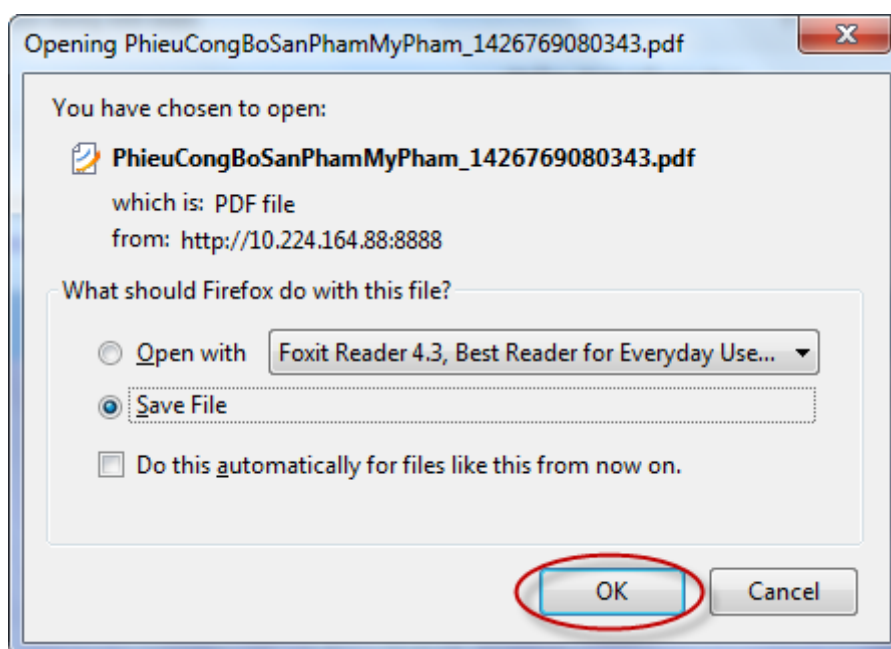 Opening PhieuCongBoSanPhamMyPham_1426769080343.pdf
You have chosen to open:
PhieuCongBoSanPhamMyPham_1426769080343.pdf
which is: PDF file
from: http://10.224.164.88:8888
What should Firefox do with this file?
Open with Foxit Reader 4.3, Best Reader for Everyday Use...
Save File
Do this automatically for files like this from now on.
OK Cancel